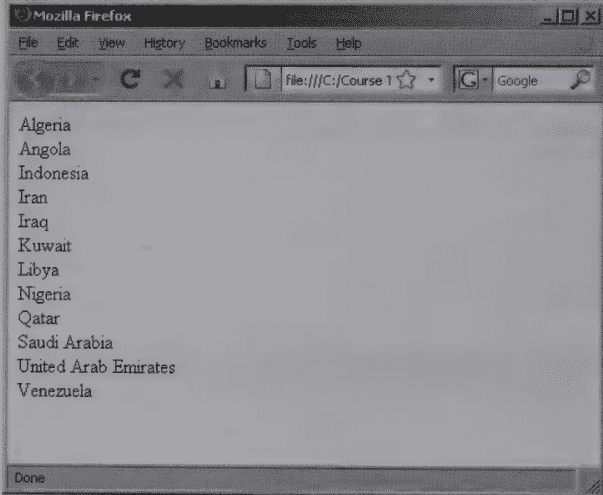 Mozilla Firefox
File Edit View History Bookmarks Tools Help
file:///C:/Course 1
G Google
Algeria
Angola
Indonesia
Iran
Iraq
Kuwait
Libya
Nigeria
Qatar
Saudi Arabia
United Arab Emirates
Venezuela
Done